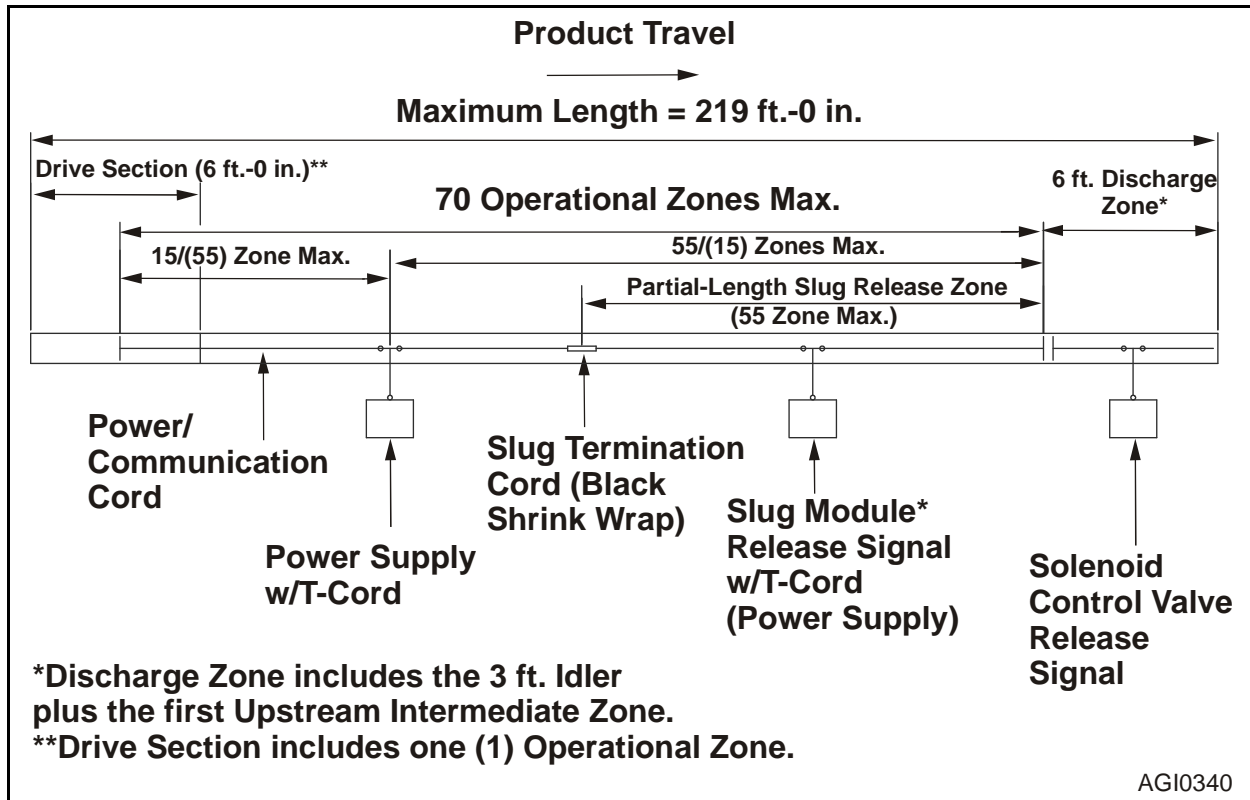 Product Travel
Maximum Length = 219 ft.-0 in.
Drive Section (6 ft.-0 in.)**
70 Operational Zones Max.
6 ft. Discharge
Zone*
15/(55) Zone Max.
55/(15) Zones Max.
Partial-Length Slug Release Zone
(55 Zone Max.)
Power/
Communication
Cord
Power Supply
w/T-Cord
Slug Termination
Cord (Black
Shrink Wrap)
Slug Module*
Release Signal
w/T-Cord
(Power Supply)
Solenoid
Control Valve
Release
Signal
*Discharge Zone includes the 3 ft. Idler
plus the first Upstream Intermediate Zone.
**Drive Section includes one (1) Operational Zone.
AGI0340